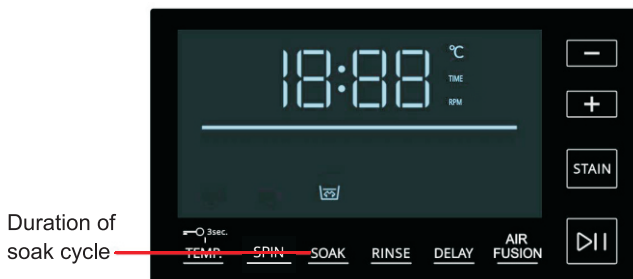 18:88
℃
TIME
RPM
−
+
STAIN
3sec.
Duration of
soak cycle
TEMP.
SPIN
SOAK
RINSE
DELAY
AIR
FUSION